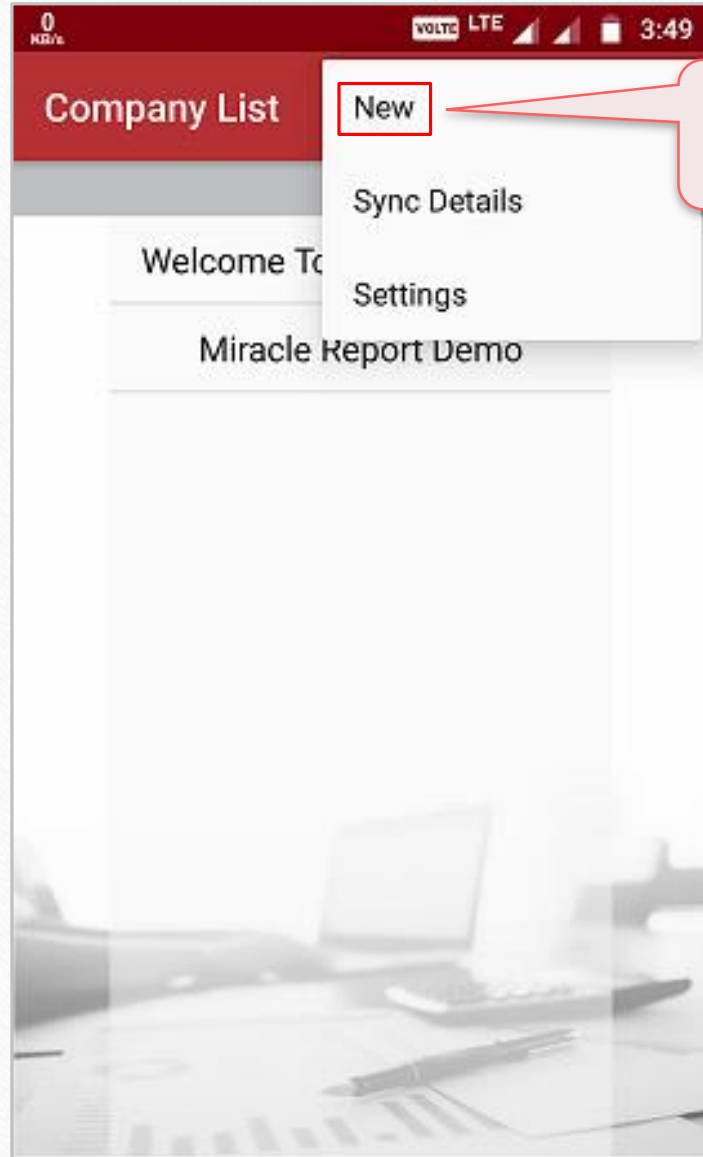 0
KB/s
VOLTE LTE 3:49
Company List
New
Sync Details
Welcome To
Settings
Miracle Report Demo